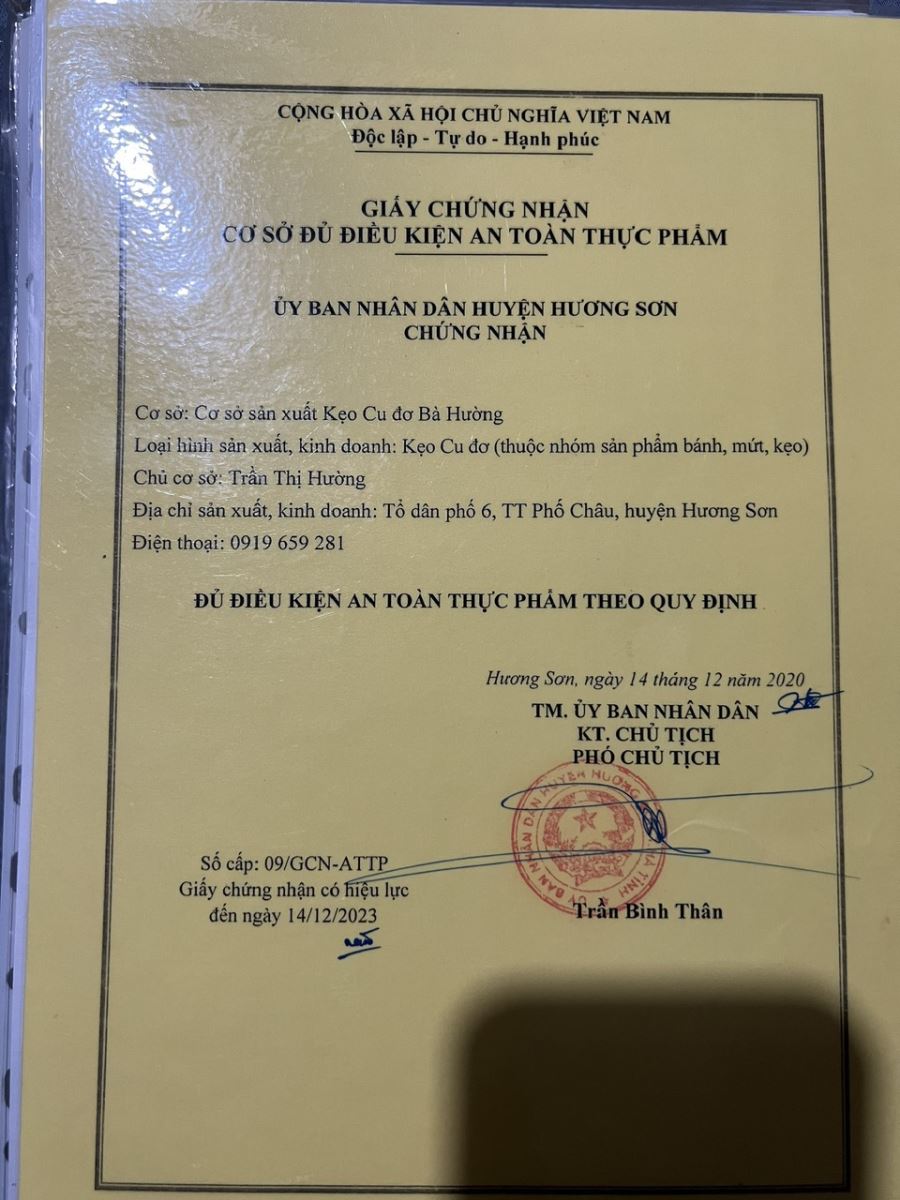 CỘNG HÒA XÃ HỘI CHỦ NGHĨA VIỆT NAM
Độc lập - Tự do - Hạnh phúc
GIẤY CHỨNG NHẬN
CƠ SỞ ĐỦ ĐIỀU KIỆN AN TOÀN THỰC PHẨM
ỦY BAN NHÂN DÂN HUYỆN HƯƠNG SƠN
CHỨNG NHẬN
Cơ sở: Cơ sở sản xuất Kẹo Cu đơ Bà Hường
Loại hình sản xuất, kinh doanh: Kẹo Cu đơ (thuộc nhóm sản phẩm bánh, mứt, kẹo)
Chủ cơ sở: Trần Thị Hường
Địa chỉ sản xuất, kinh doanh: Tổ dân phố 6, TT Phố Châu, huyện Hương Sơn
Điện thoại: 0919 659 281
ĐỦ ĐIỀU KIỆN AN TOÀN THỰC PHẨM THEO QUY ĐỊNH
Hương Sơn, ngày 14 tháng 12 năm 2020
TM. ỦY BAN NHÂN DÂN
KT. CHỦ TỊCH
PHÓ CHỦ TỊCH
ỦY BAN NHÂN DÂN HUYỆN HƯƠNG
TĨNH
Trần Bình Thân
Số cấp: 09/GCN-ATTP
Giấy chứng nhận có hiệu lực
đến ngày 14/12/2023